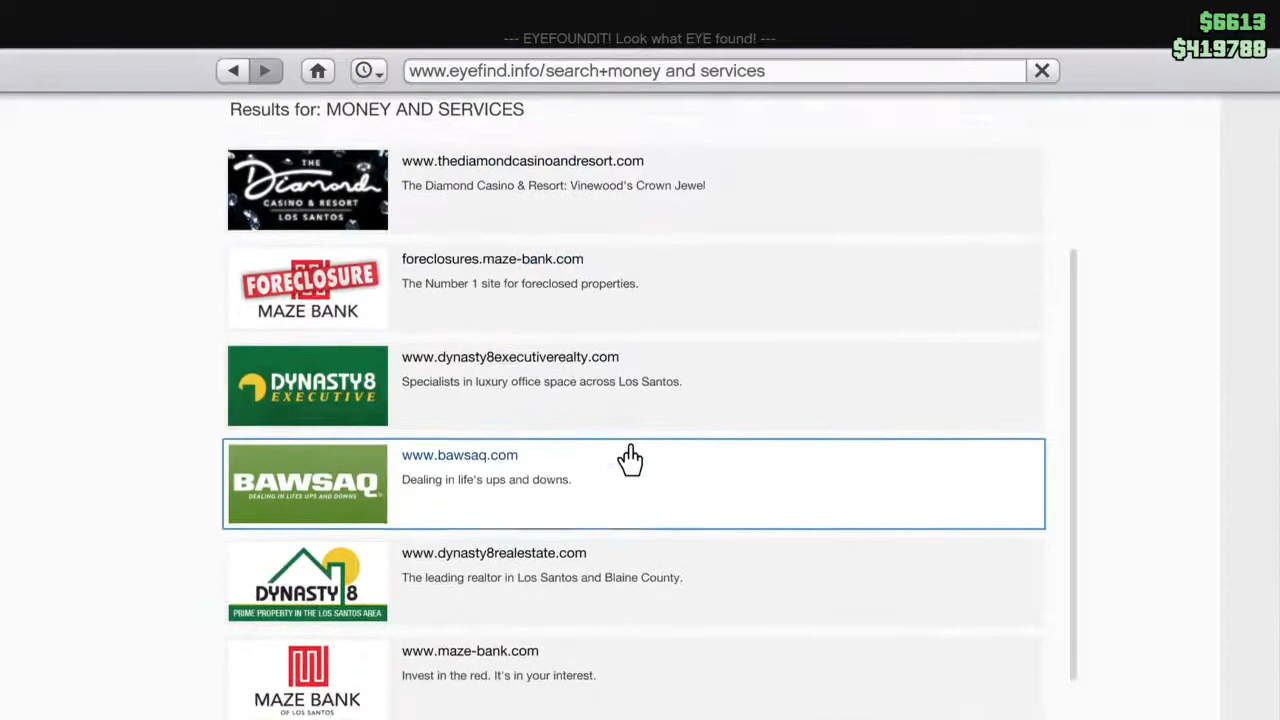 $6613
$419788
--- EYEFOUNDIT! Look what EYE found! ---
www.eyefind.info/search+money and services
Results for: MONEY AND SERVICES
THE
Diamond
CASINO & RESORT
LOS SANTOS
www.thediamondcasinoandresort.com
The Diamond Casino & Resort: Vinewood's Crown Jewel
FORECLOSURE
MAZE BANK
foreclosures.maze-bank.com
The Number 1 site for foreclosed properties.
DYNASTY8
EXECUTIVE
www.dynasty8executiverealty.com
Specialists in luxury office space across Los Santos.
BAWSAQ
DEALING IN LIFE'S UPS AND DOWNS
www.bawsaq.com
Dealing in life's ups and downs.
DYNASTY 8
PRIME PROPERTY IN THE LOS SANTOS AREA
www.dynasty8realestate.com
The leading realtor in Los Santos and Blaine County.
MAZE BANK
OF LOS SANTOS
www.maze-bank.com
Invest in the red. It's in your interest.